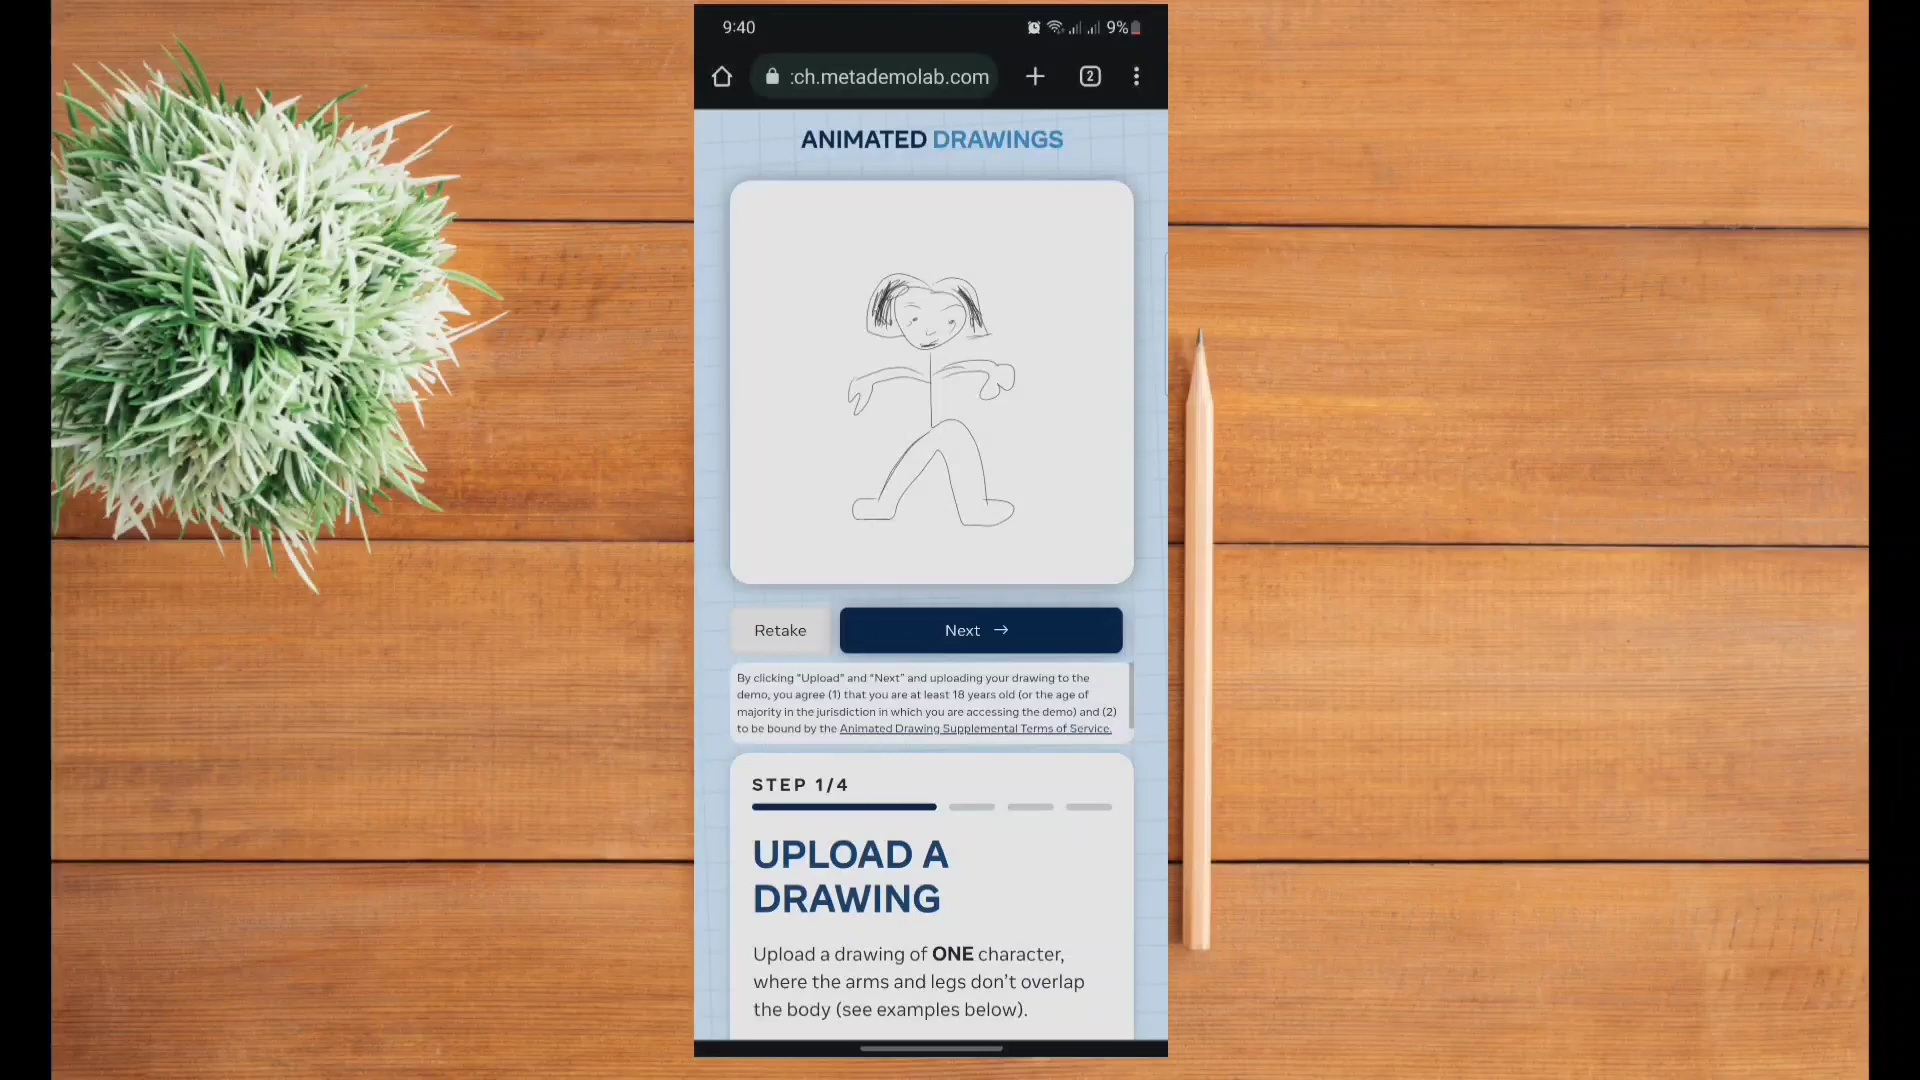 9:40
9%
:ch.metademolab.com
2
ANIMATED DRAWINGS
Retake
Next →
By clicking "Upload" and "Next" and uploading your drawing to the
demo, you agree (1) that you are at least 18 years old (or the age of
majority in the jurisdiction in which you are accessing the demo) and (2)
to be bound by the Animated Drawing Supplemental Terms of Service.
STEP 1/4
UPLOAD A
DRAWING
Upload a drawing of ONE character,
where the arms and legs don't overlap
the body (see examples below).